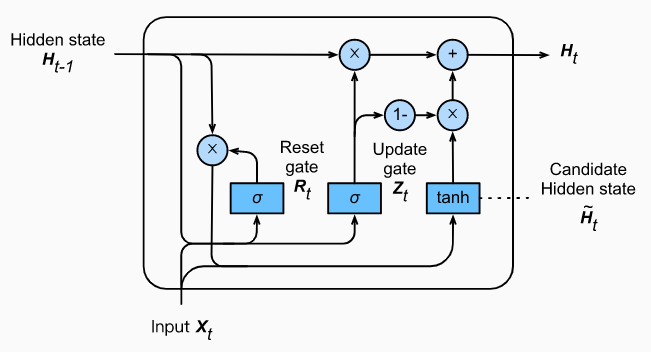 Hidden state
H_{t-1}
×
+
H_t
1-
×
×
Reset
gate
R_t
Update
gate
Z_t
σ
σ
tanh
Candidate
Hidden state
H̃_t
Input X_t